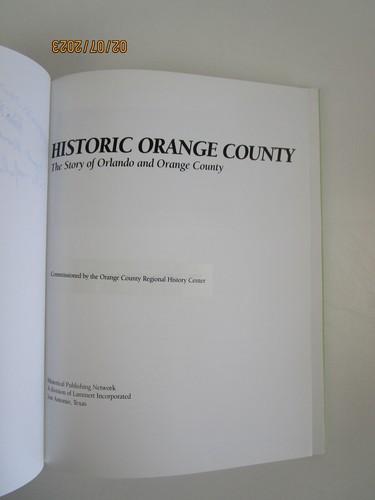 02/07/2023
HISTORIC ORANGE COUNTY
The Story of Orlando and Orange County
Commissioned by the Orange County Regional History Center
Historical Publishing Network
A division of Lammert Incorporated
San Antonio, Texas